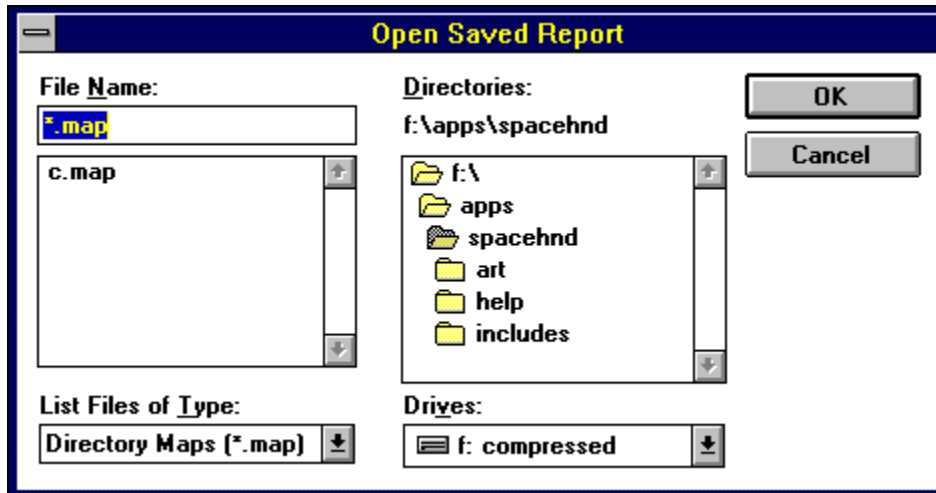 Open Saved Report
File Name:
*.map
c.map
List Files of Type:
Directory Maps (*.map)
Directories:
f:\apps\spacehnd
f:\
apps
spacehnd
art
help
includes
Drives:
f: compressed
OK
Cancel